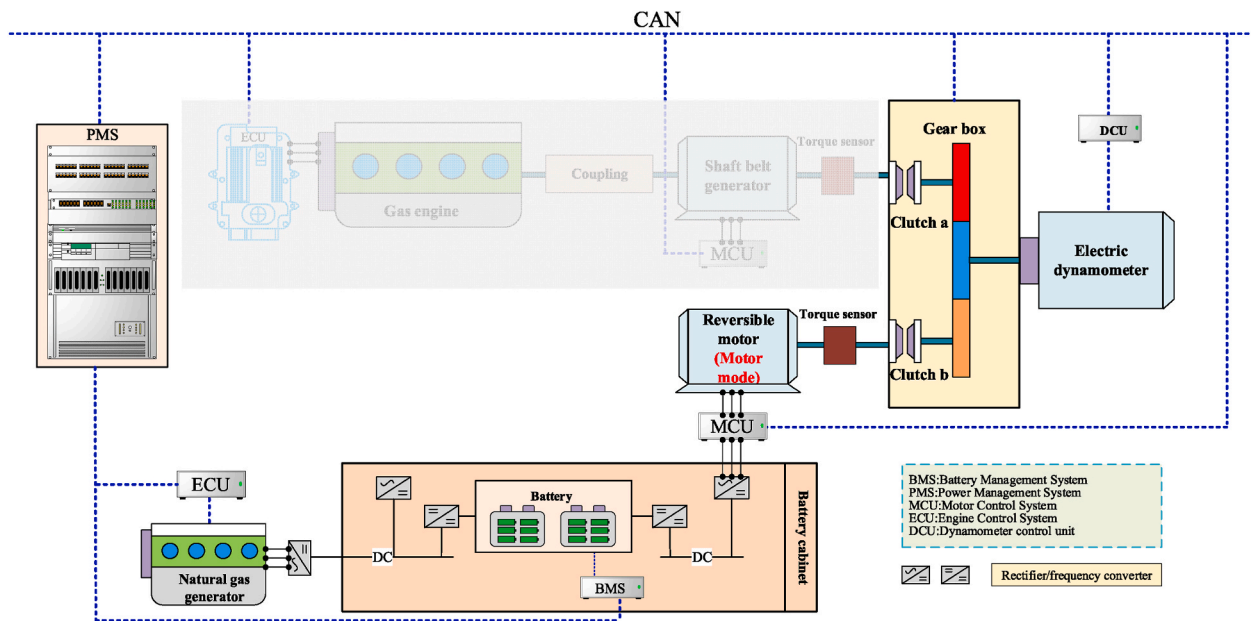 CAN
PMS
ECU
Gas engine
Coupling
Shaft belt
generator
MCU
Torque sensor
Gear box
Clutch a
Clutch b
DCU
Electric
dynamometer
Reversible
motor
(Motor
mode)
Torque sensor
MCU
ECU
Natural gas
generator
DC
Battery
DC
BMS
Battery cabinet
BMS:Battery Management System
PMS:Power Management System
MCU:Motor Control System
ECU:Engine Control System
DCU:Dynamometer control unit
Rectifier/frequency converter